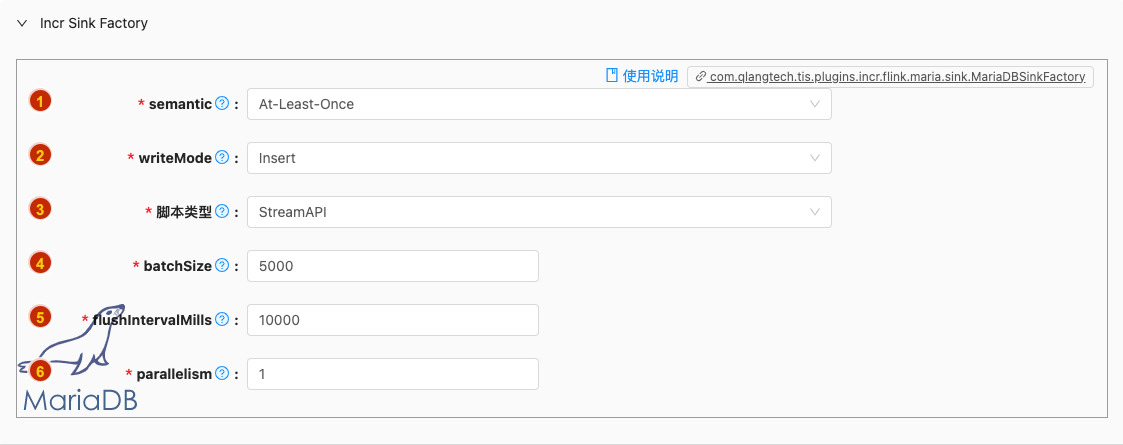 Incr Sink Factory
使用说明 com.qlangtech.tis.plugins.incr.flink.maria.sink.MariaDBSinkFactory
1 * semantic ? : At-Least-Once
2 * writeMode ? : Insert
3 * 脚本类型 ? : StreamAPI
4 * batchSize ? : 5000
5 * flushIntervalMills ? : 10000
6 * parallelism ? : 1
MariaDB